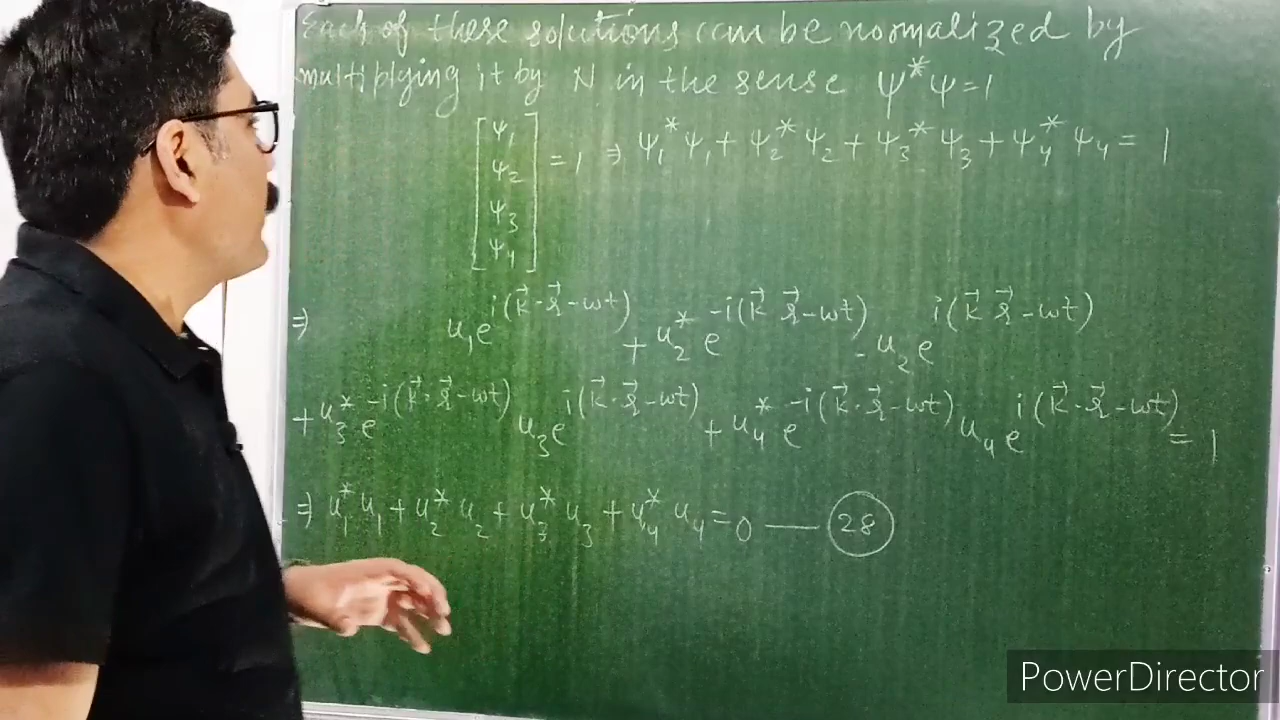 Each of these solutions can be normalized by
multiplying it by N in the sense ψ*ψ=1
[ψ₁ ψ₂ ψ₃ ψ₄] = 1 ⇒ ψ₁*ψ₁ + ψ₂*ψ₂ + ψ₃*ψ₃ + ψ₄*ψ₄ = 1
⇒ u₁e^{i(k⃗·r⃗-ωt)} + u₂*e^{-i(k⃗ r⃗-ωt)} - u₂e^{i(k⃗ r⃗-ωt)}
+ u₃*e^{-i(k⃗·r⃗-ωt)} u₃e^{i(k⃗·r⃗-ωt)} + u₄*e^{-i(k⃗·r⃗-ωt)} u₄e^{i(k⃗·r⃗-ωt)} = 1
⇒ u₁*u₁ + u₂*u₂ + u₃*u₃ + u₄*u₄ = 0 — 28
PowerDirector